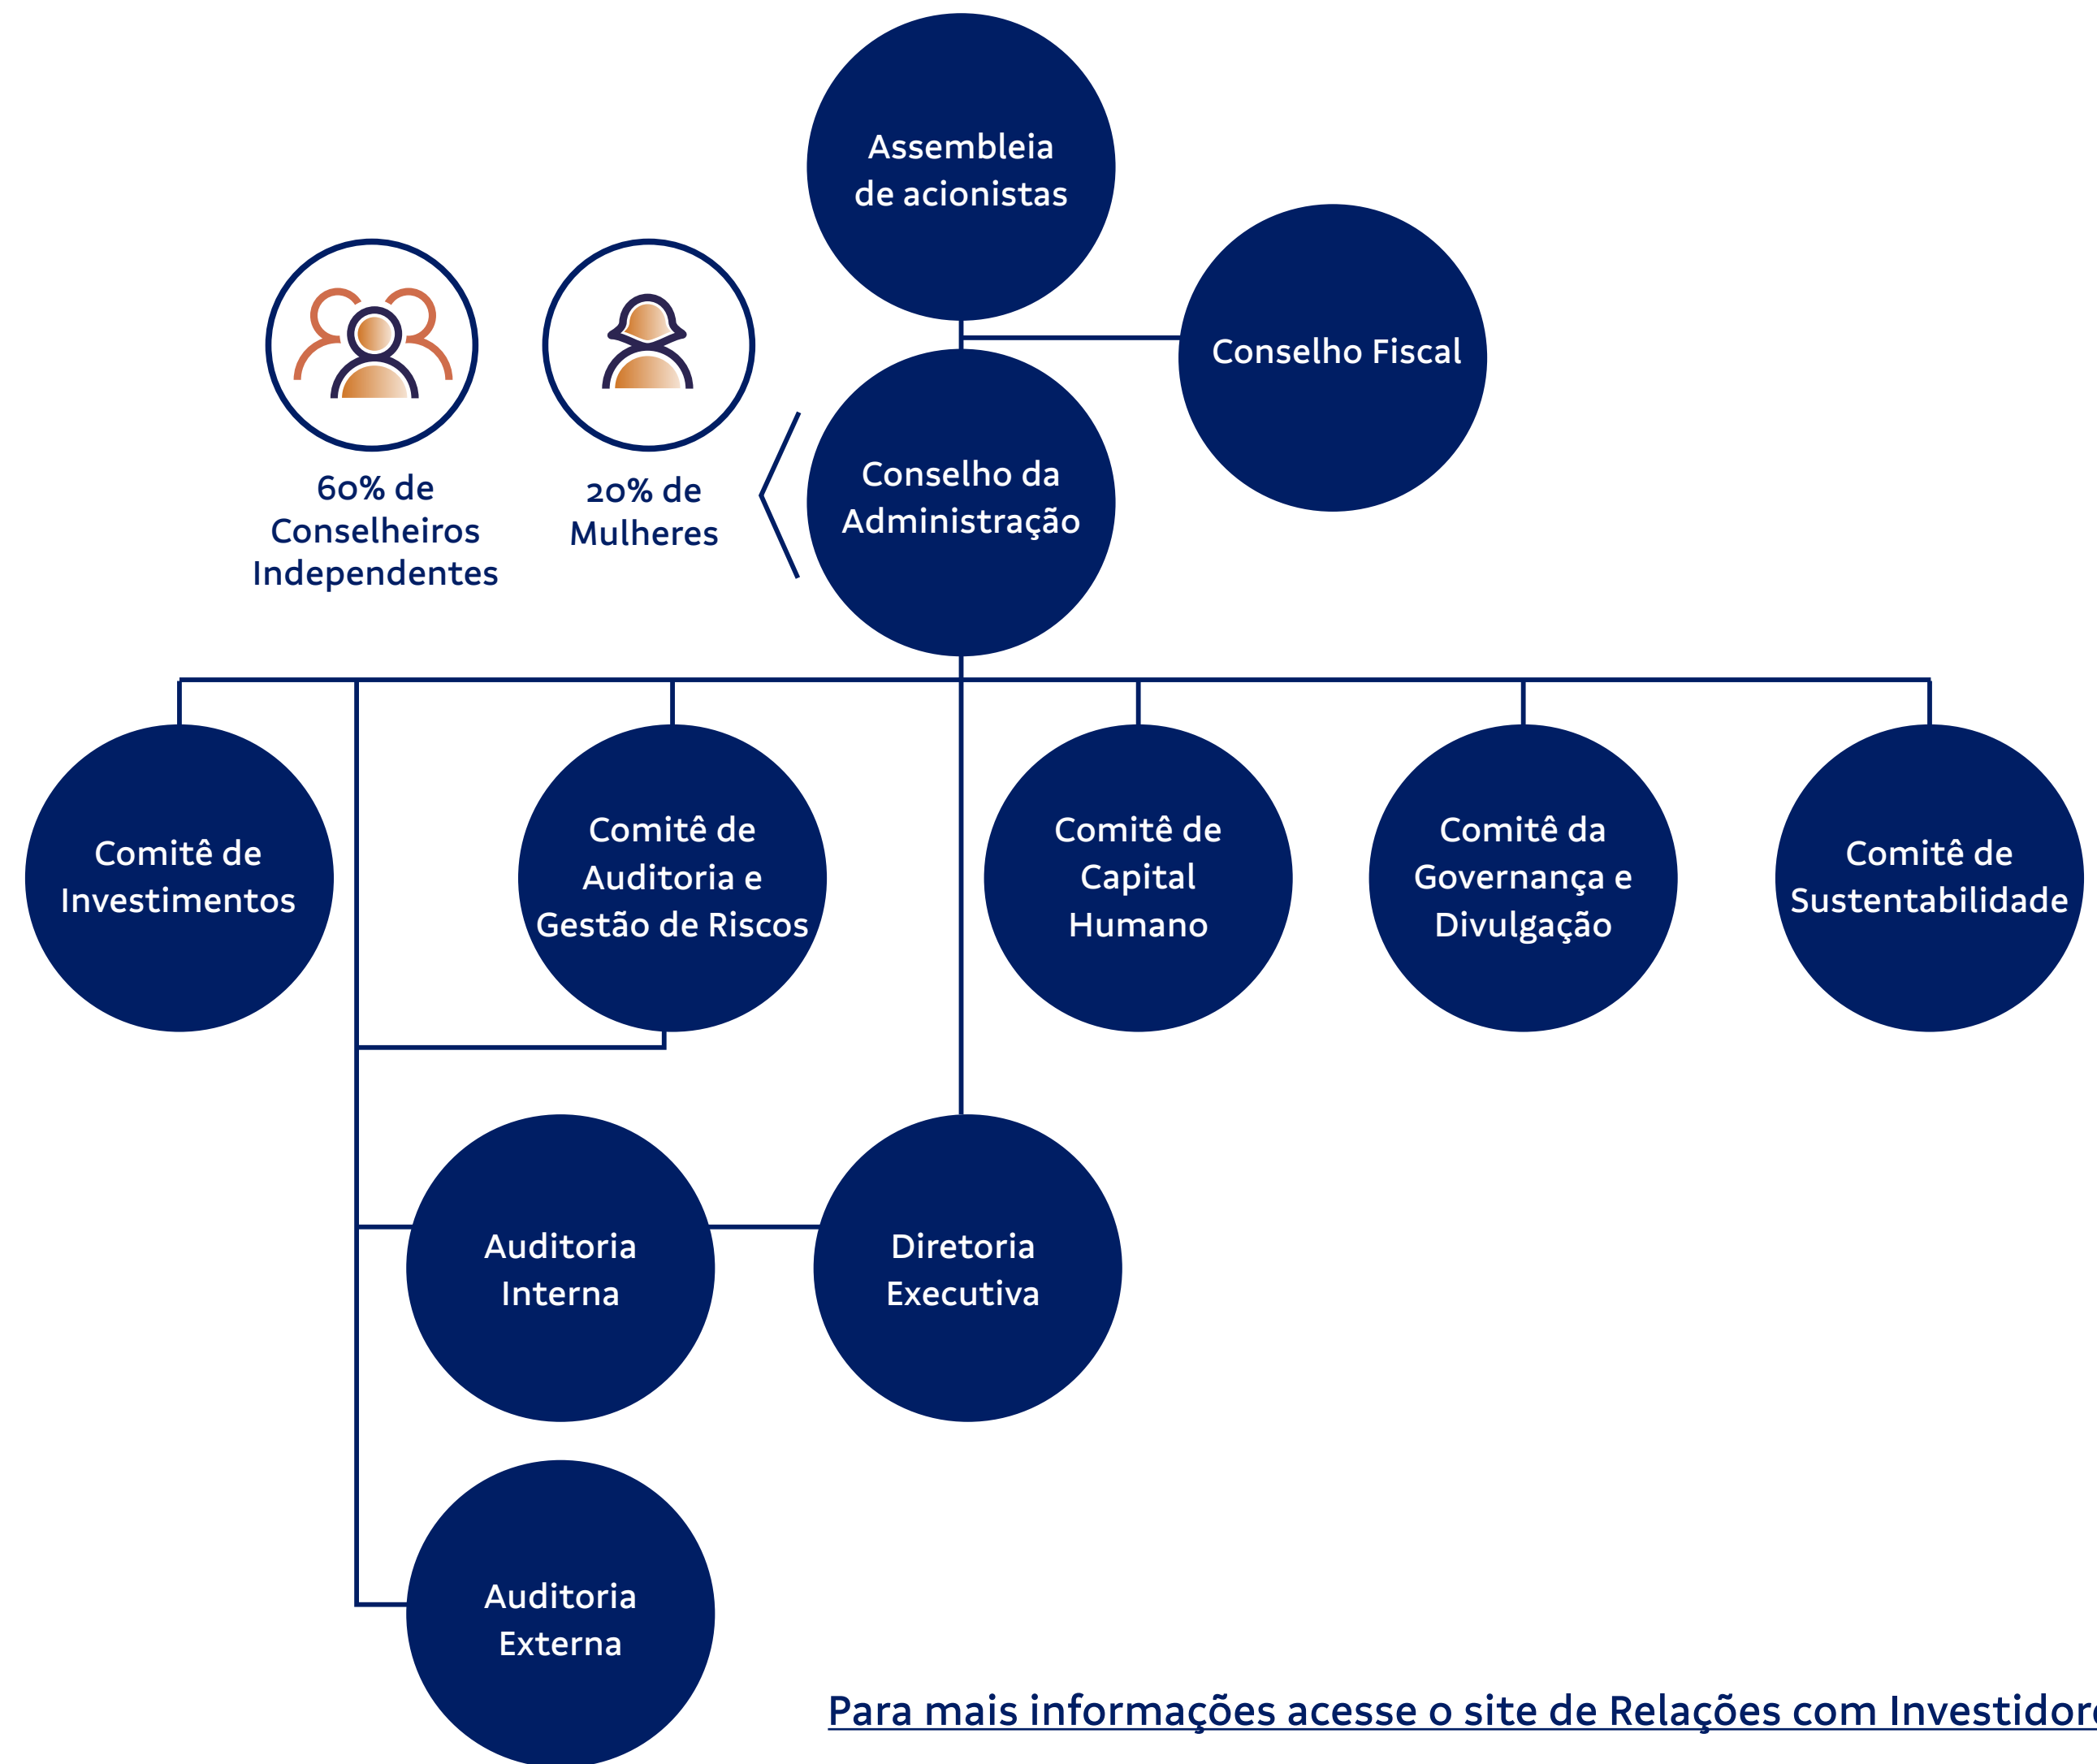 Assembleia
de acionistas
Conselho Fiscal
60% de
Conselheiros
Independentes
20% de
Mulheres
Conselho da
Administração
Comitê de
Investimentos
Comitê de
Auditoria e
Gestão de Riscos
Comitê de
Capital
Humano
Comitê da
Governança e
Divulgação
Comitê de
Sustentabilidade
Auditoria
Interna
Diretoria
Executiva
Auditoria
Externa
Para mais informações acesse o site de Relações com